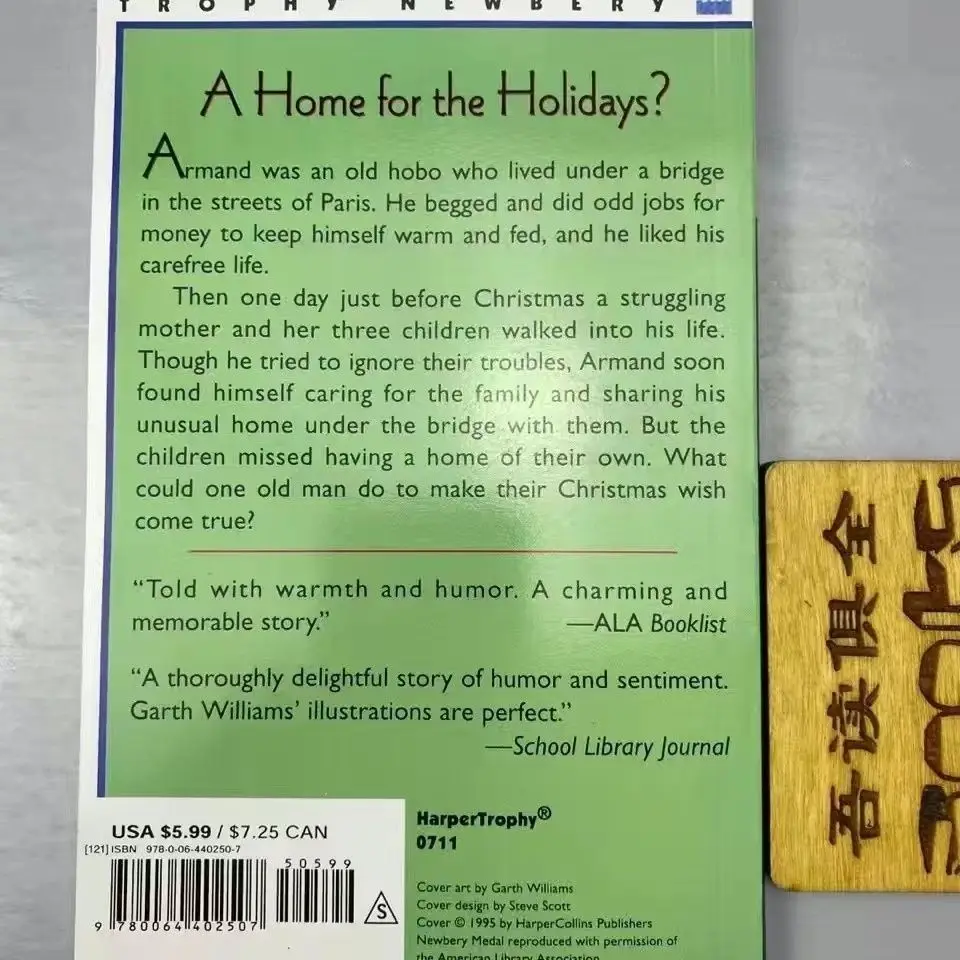 TROPHY NEWBERY
A Home for the Holidays?
Armand was an old hobo who lived under a bridge
in the streets of Paris. He begged and did odd jobs for
money to keep himself warm and fed, and he liked his
carefree life.
Then one day just before Christmas a struggling
mother and her three children walked into his life.
Though he tried to ignore their troubles, Armand soon
found himself caring for the family and sharing his
unusual home under the bridge with them. But the
children missed having a home of their own. What
could one old man do to make their Christmas wish
come true?
“Told with warmth and humor. A charming and
memorable story.” —ALA Booklist
“A thoroughly delightful story of humor and sentiment.
Garth Williams’ illustrations are perfect.”
—School Library Journal
USA $5.99 / $7.25 CAN
[121] ISBN 978-0-06-440250-7
50599
9 780064 402507
S
HarperTrophy®
0711
Cover art by Garth Williams
Cover design by Steve Scott
Cover © 1995 by HarperCollins Publishers
Newbery Medal reproduced with permission of
the American Library Association
吾读俱全